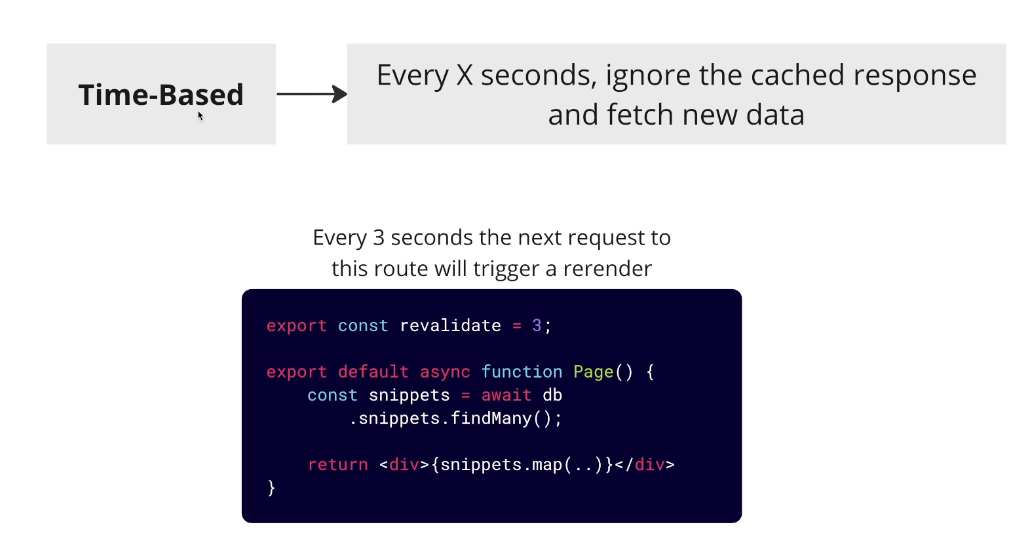 Time-Based
Every X seconds, ignore the cached response
and fetch new data
Every 3 seconds the next request to
this route will trigger a rerender
export const revalidate = 3;
export default async function Page() {
    const snippets = await db
        .snippets.findMany();
    return <div>{snippets.map(..)}</div>
}